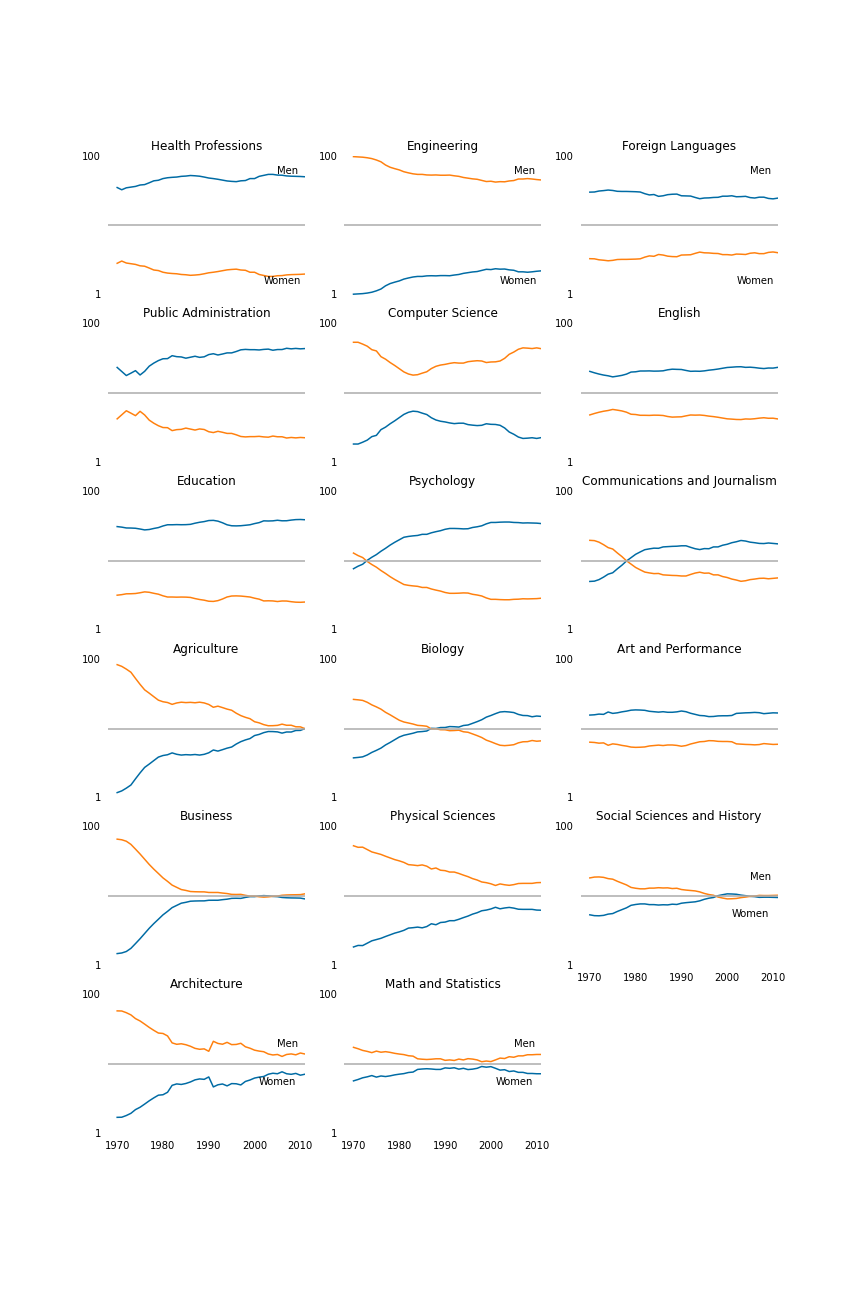 Health Professions Engineering Foreign Languages
100 100 100
Men Men Men
Women Women Women
1 1 1
Public Administration Computer Science English
100 100 100
1 1 1
Education Psychology Communications and Journalism
100 100 100
1 1 1
Agriculture Biology Art and Performance
100 100 100
1 1 1
Business Physical Sciences Social Sciences and History
100 100 100
Men
Women
1 1 1
1970 1980 1990 2000 2010
Architecture Math and Statistics
100 100
Men Men
Women Women
1 1
1970 1980 1990 2000 2010 1970 1980 1990 2000 2010